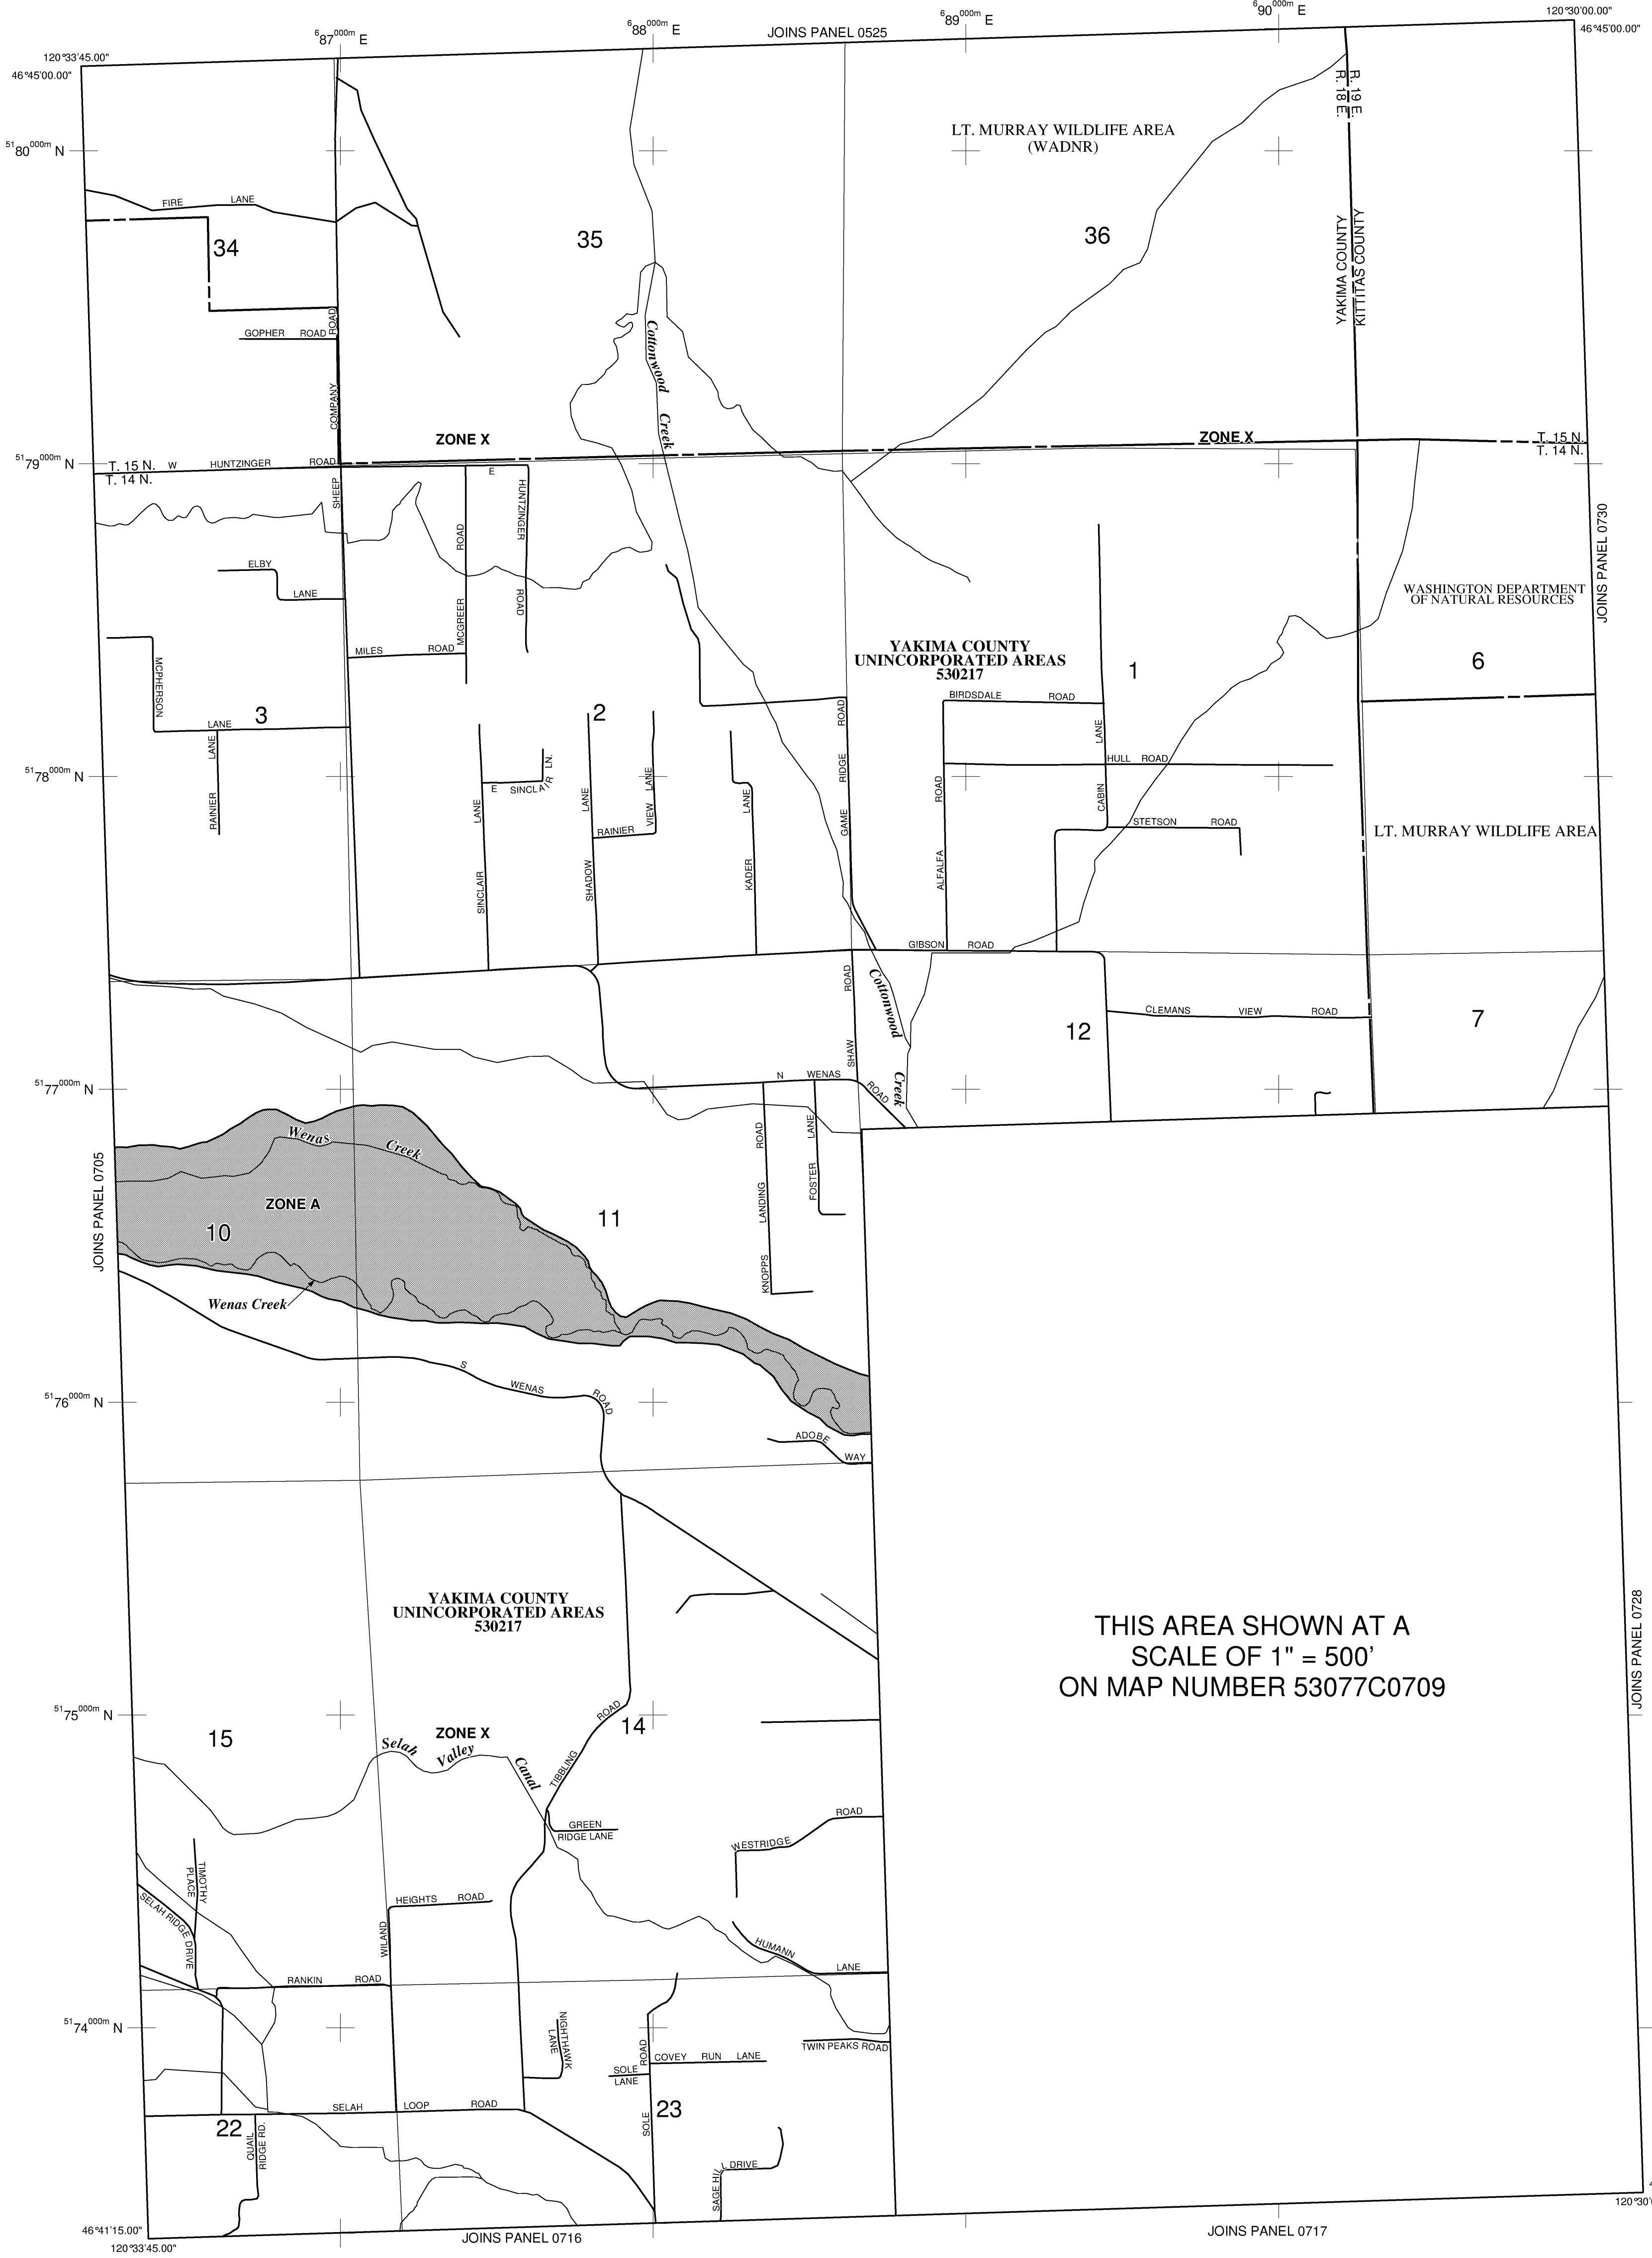 ⁶87⁰⁰⁰ᵐ E
⁶88⁰⁰⁰ᵐ E
JOINS PANEL 0525
⁶89⁰⁰⁰ᵐ E
⁶90⁰⁰⁰ᵐ E
120°30'00.00"
46°45'00.00"
120°33'45.00"
46°45'00.00"
R. 18 E.
R. 19 E.
LT. MURRAY WILDLIFE AREA
(WADNR)
⁵¹80⁰⁰⁰ᵐ N
FIRE LANE
34
35
36
YAKIMA COUNTY
KITTITAS COUNTY
GOPHER ROAD
SHEEP COMPANY ROAD
Cottonwood Creek
ZONE X
ZONE X
⁵¹79⁰⁰⁰ᵐ N
T. 15 N.
T. 14 N.
W HUNTZINGER ROAD
T. 15 N.
T. 14 N.
E HUNTZINGER ROAD
MCGREER ROAD
ELBY LANE
MILES ROAD
JOINS PANEL 0730
WASHINGTON DEPARTMENT
OF NATURAL RESOURCES
YAKIMA COUNTY
UNINCORPORATED AREAS
530217
1
6
MCPHERSON LANE
3
2
BIRDSDALE ROAD
RAINIER LANE
GAME RIDGE ROAD
CABIN LANE
HULL ROAD
⁵¹78⁰⁰⁰ᵐ N
E SINCLAIR LN.
SINCLAIR LANE
SHADOW LANE
RAINIER VIEW LANE
KADER LANE
ALFALFA ROAD
STETSON ROAD
LT. MURRAY WILDLIFE AREA
GIBSON ROAD
Cottonwood Creek
SHAW ROAD
12
CLEMANS VIEW ROAD
7
⁵¹77⁰⁰⁰ᵐ N
N WENAS ROAD
Wenas Creek
KNOPPS LANDING ROAD
FOSTER LANE
JOINS PANEL 0705
ZONE A
10
11
Wenas Creek
S WENAS ROAD
⁵¹76⁰⁰⁰ᵐ N
ADOBE WAY
YAKIMA COUNTY
UNINCORPORATED AREAS
530217
THIS AREA SHOWN AT A
SCALE OF 1" = 500'
ON MAP NUMBER 53077C0709
JOINS PANEL 0728
⁵¹75⁰⁰⁰ᵐ N
15
ZONE X
14
TIBBLING ROAD
Selah Valley Canal
GREEN
RIDGE LANE
WESTRIDGE ROAD
TIMOTHY
PLACE
SELAH RIDGE DRIVE
HEIGHTS ROAD
WILAND
HUMANN LANE
RANKIN ROAD
⁵¹74⁰⁰⁰ᵐ N
NIGHTHAWK
LANE
TWIN PEAKS ROAD
COVEY RUN LANE
SOLE
LANE
SOLE ROAD
SELAH LOOP ROAD
22
23
QUAIL
RIDGE RD.
SAGE HILL DRIVE
46°41'15.00"
120°33'45.00"
JOINS PANEL 0716
JOINS PANEL 0717
120°30'